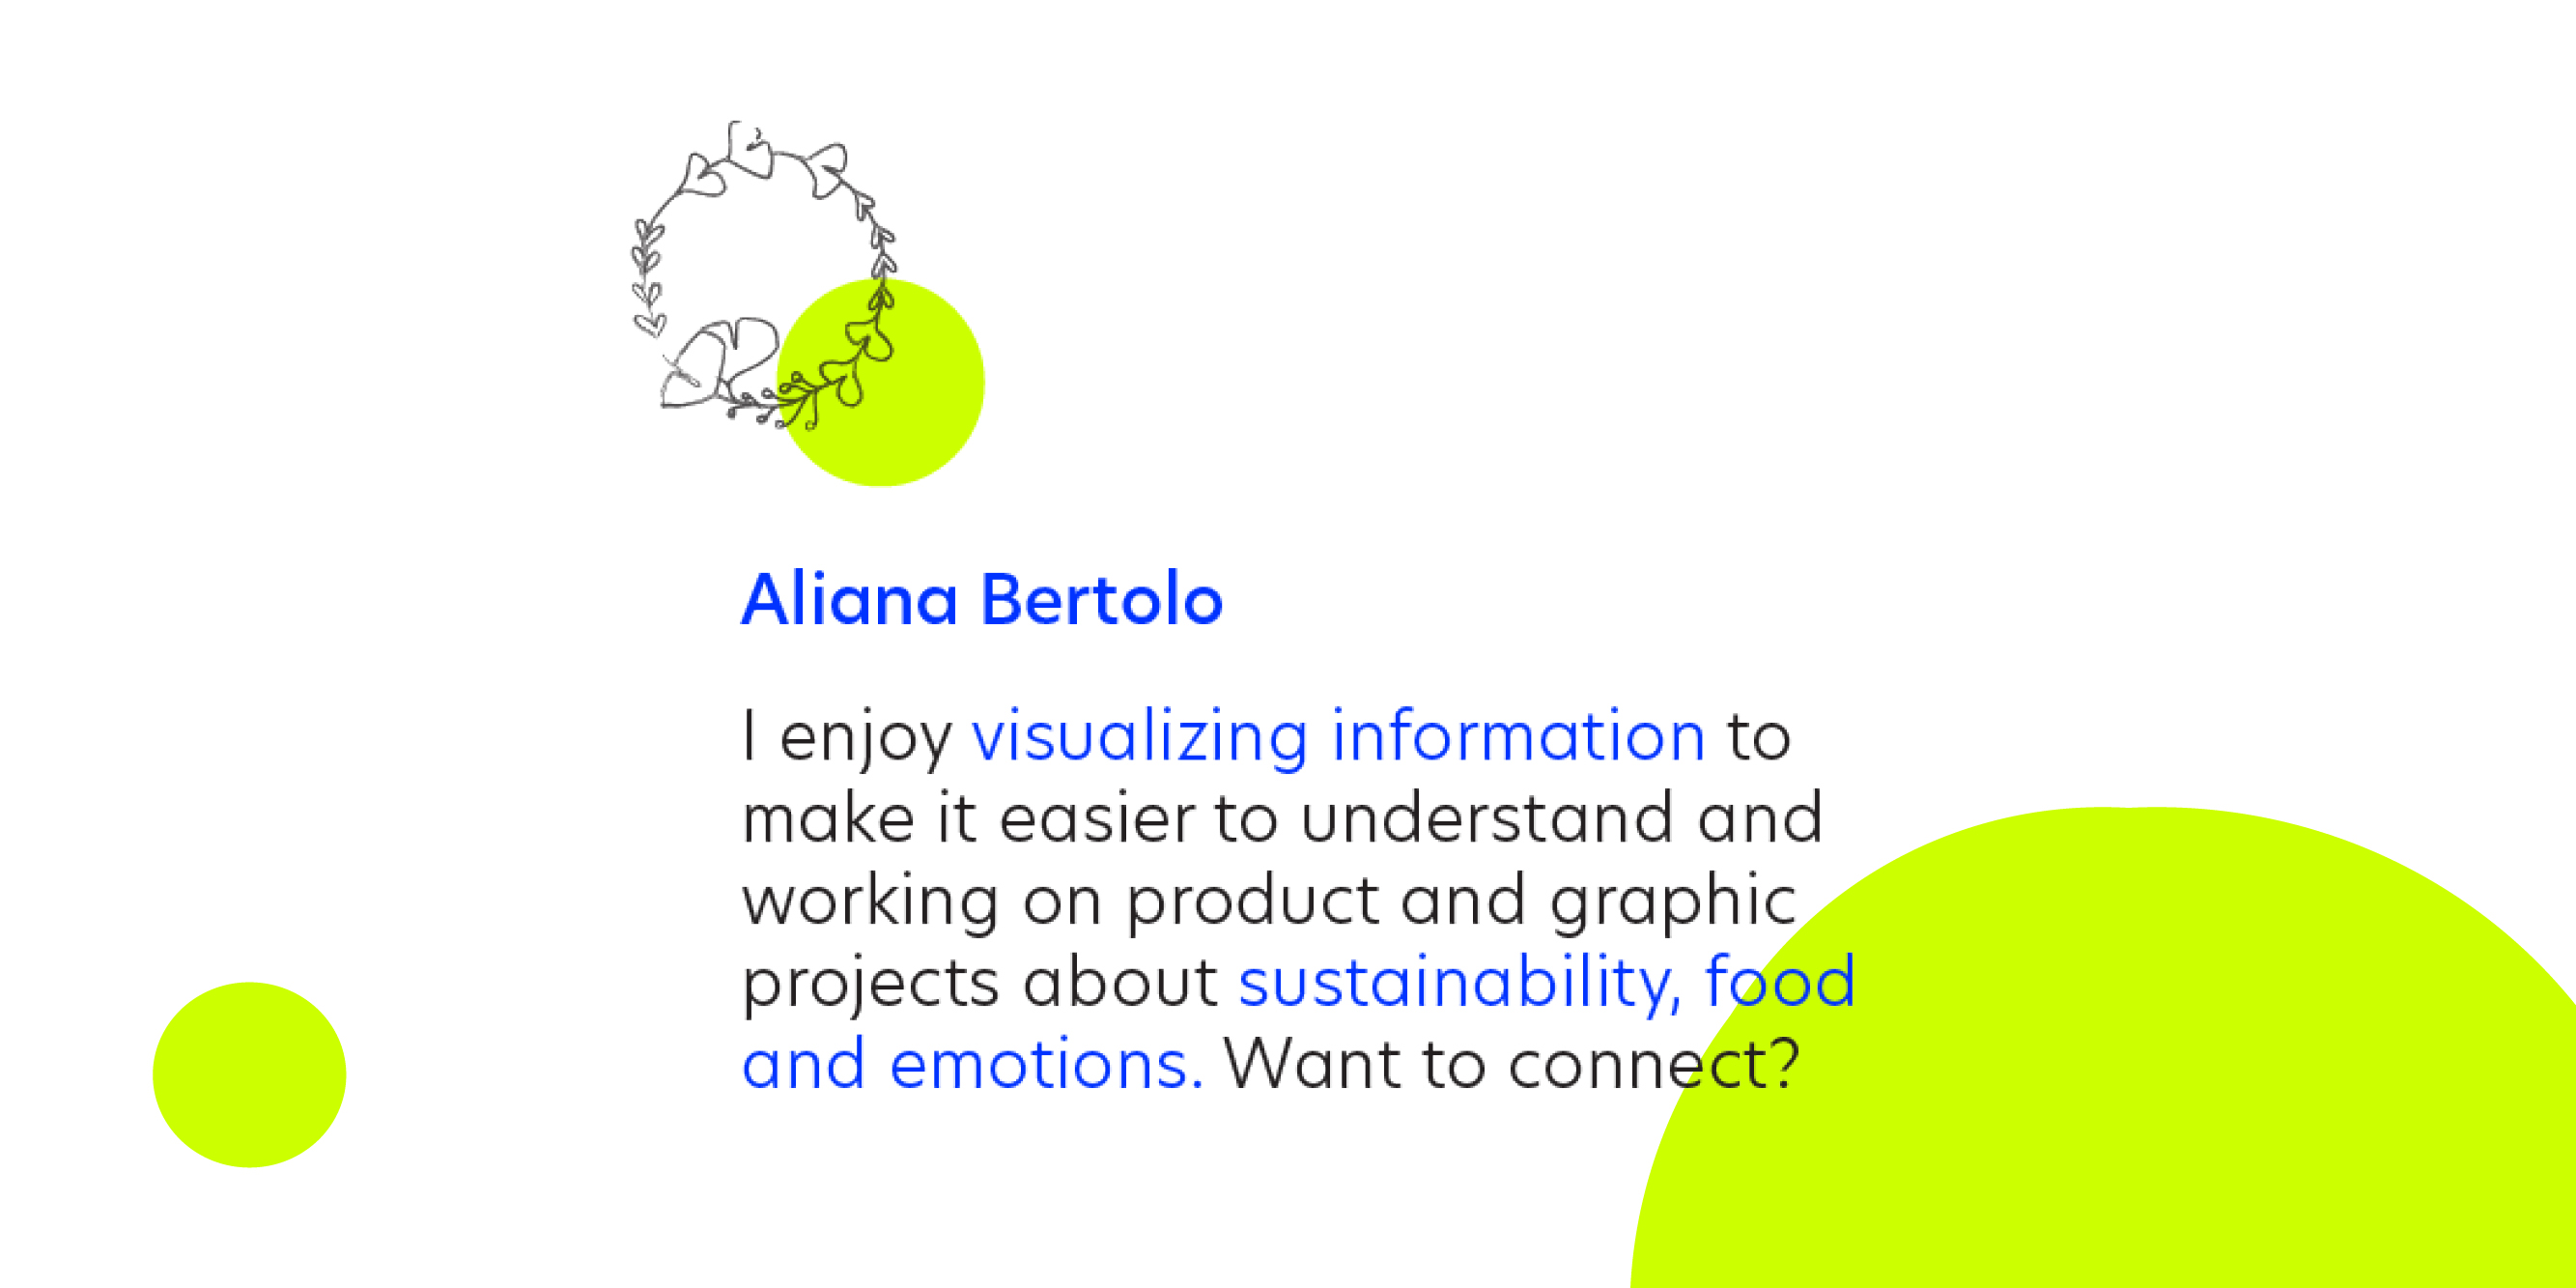 Aliana Bertolo
I enjoy visualizing information to
make it easier to understand and
working on product and graphic
projects about sustainability, food
and emotions. Want to connect?